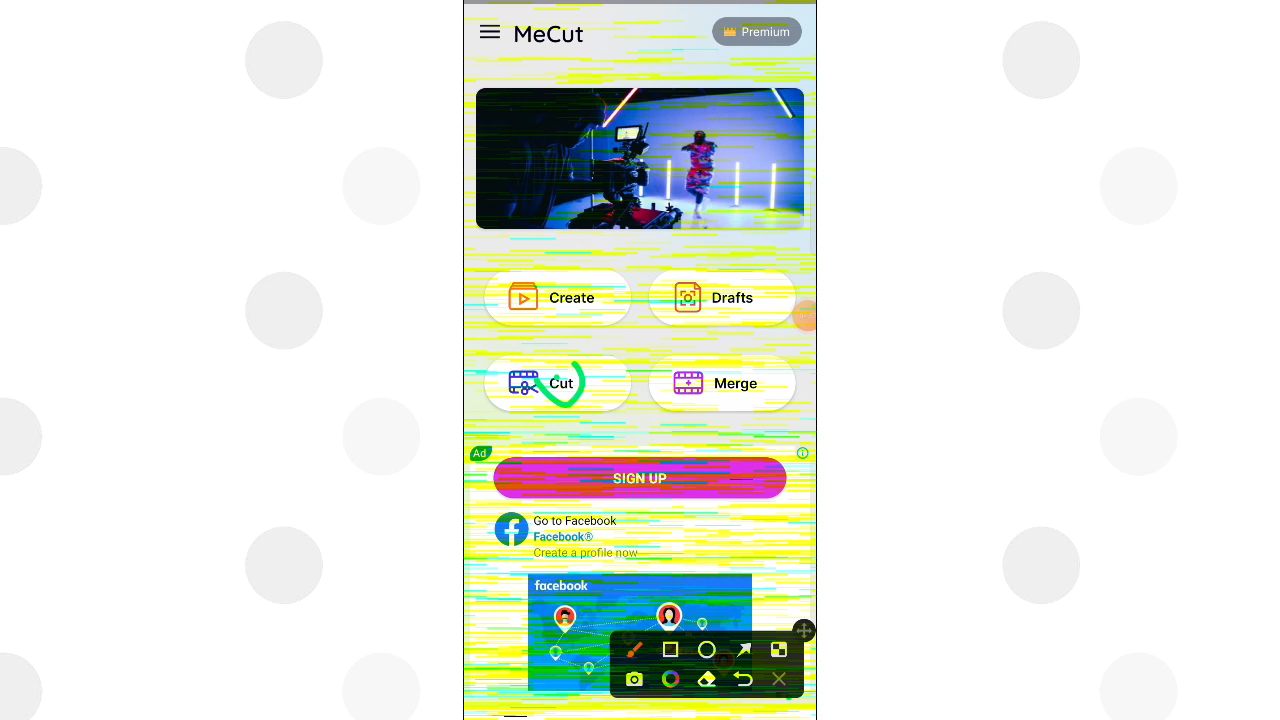 MeCut
Premium
Create
Drafts
Cut
Merge
Ad
SIGN UP
Go to Facebook
Facebook®
Create a profile now
facebook